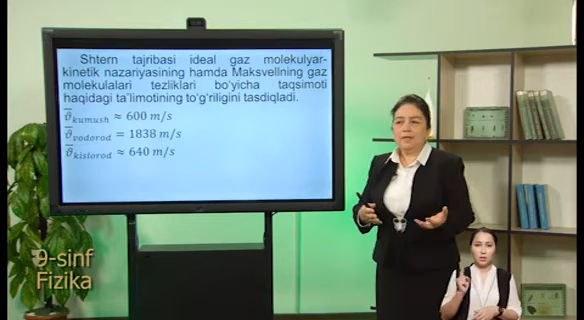 Shtern tajribasi ideal gaz molekulyar-
kinetik nazariyasining hamda Maksvellning gaz
molekulalari tezliklari bo'yicha taqsimoti
haqidagi ta'limotining to'g'riligini tasdiqladi.
ϑ̅kumush ≈ 600 m/s
ϑ̅vodorod = 1838 m/s
ϑ̅kislorod ≈ 640 m/s
9-sinf
Fizika